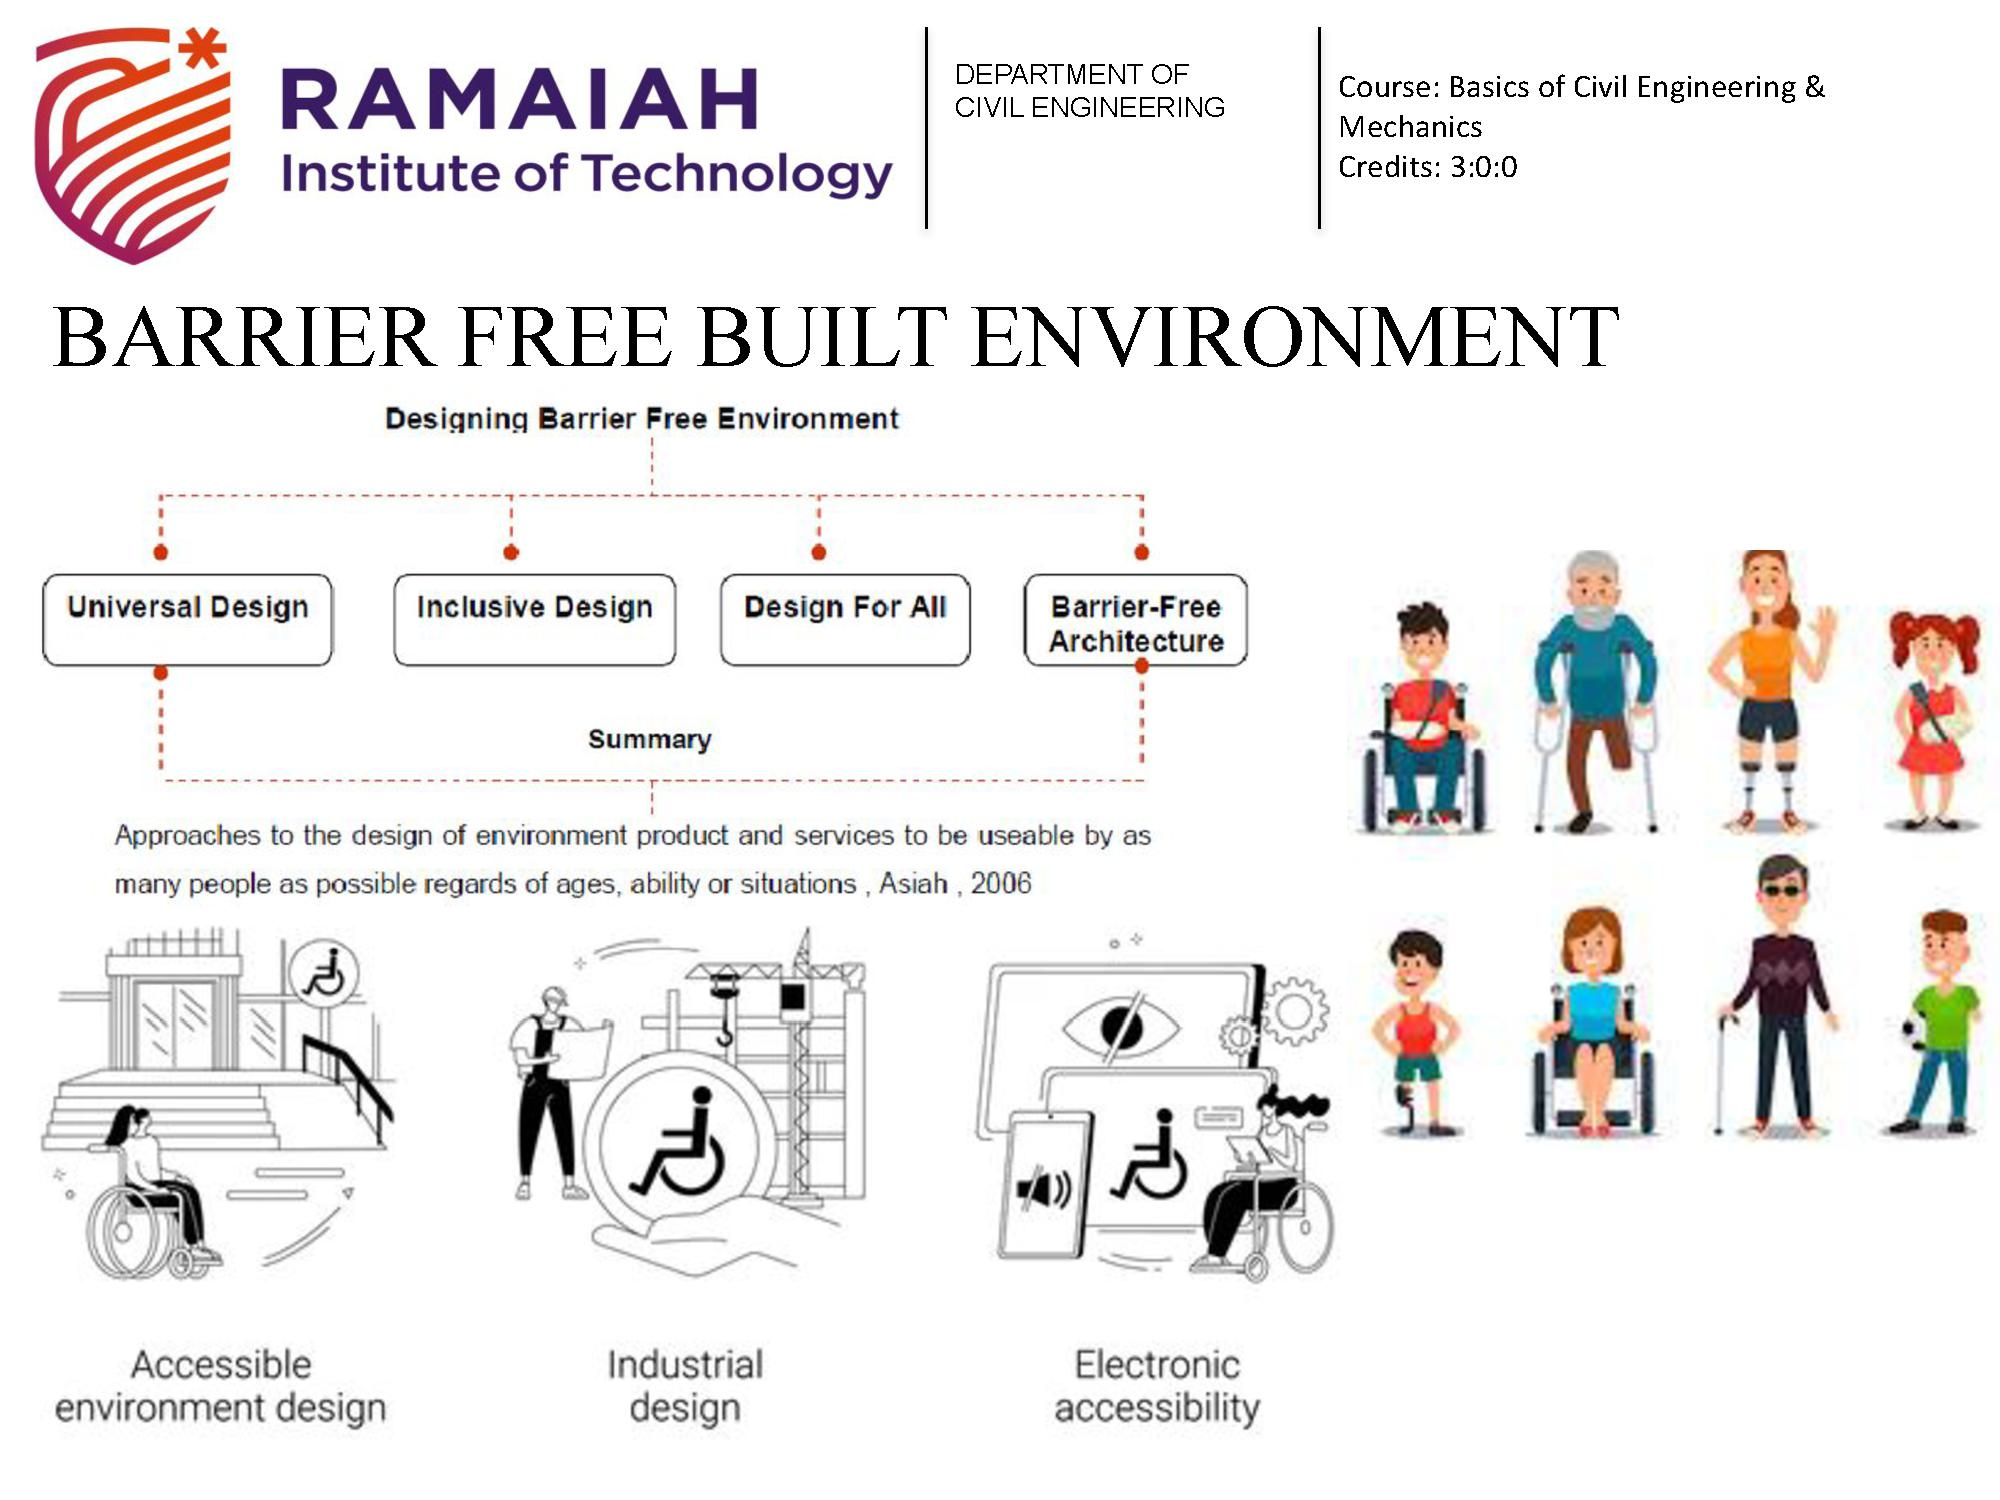 RAMAIAH
Institute of Technology
DEPARTMENT OF
CIVIL ENGINEERING
Course: Basics of Civil Engineering &
Mechanics
Credits: 3:0:0
BARRIER FREE BUILT ENVIRONMENT
Designing Barrier Free Environment
Universal Design
Inclusive Design
Design For All
Barrier-Free
Architecture
Summary
Approaches to the design of environment product and services to be useable by as
many people as possible regards of ages, ability or situations , Asiah , 2006
Accessible
environment design
Industrial
design
Electronic
accessibility